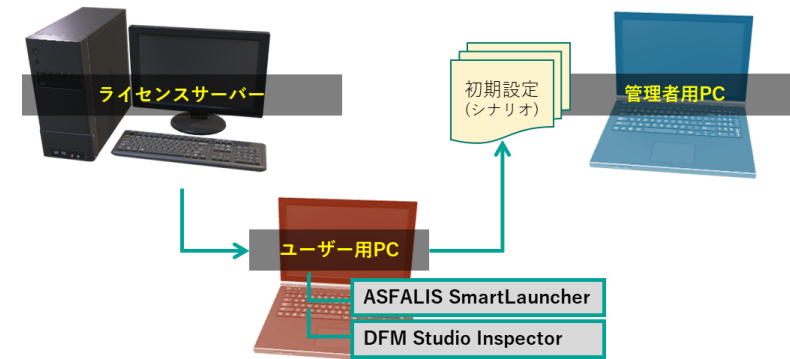 ライセンスサーバー
初期設定
(シナリオ)
管理者用PC
ユーザー用PC
ASFALIS SmartLauncher
DFM Studio Inspector